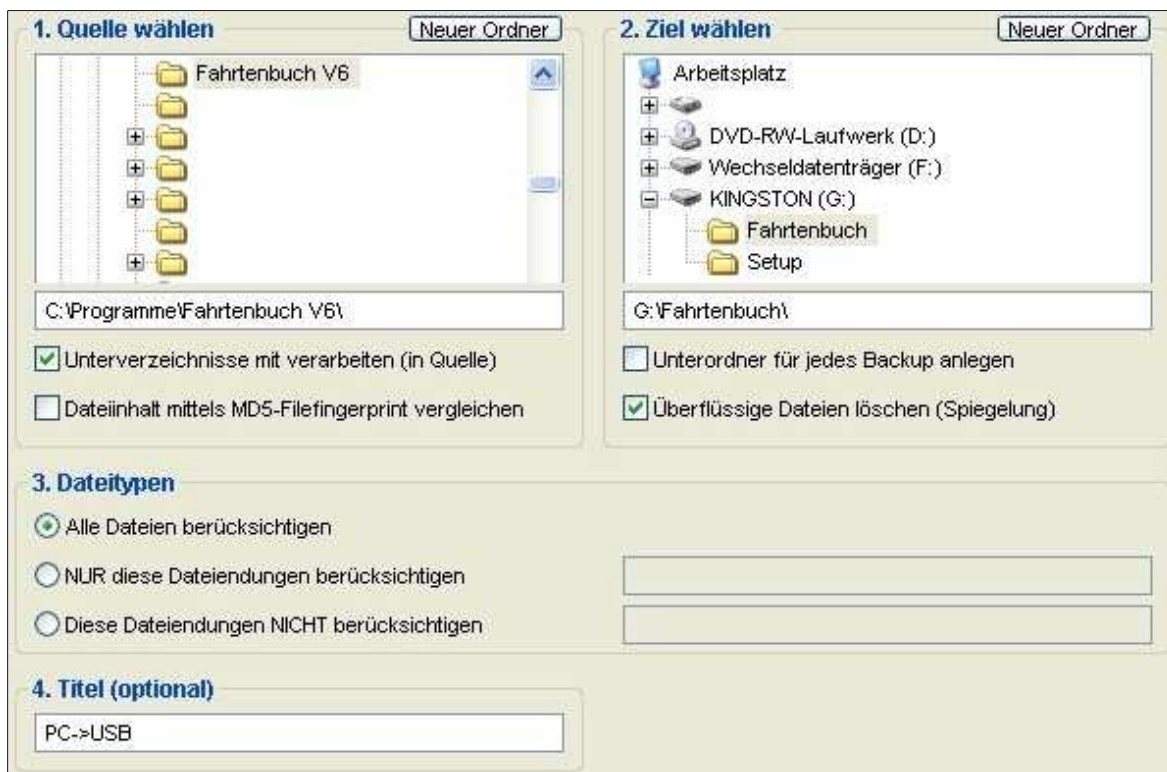 1. Quelle wählen
Neuer Ordner
Fahrtenbuch V6
C:\Programme\Fahrtenbuch V6\
Unterverzeichnisse mit verarbeiten (in Quelle)
Dateiinhalt mittels MD5-Filefingerprint vergleichen
2. Ziel wählen
Neuer Ordner
Arbeitsplatz
DVD-RW-Laufwerk (D:)
Wechseldatenträger (F:)
KINGSTON (G:)
Fahrtenbuch
Setup
G:\Fahrtenbuch\
Unterordner für jedes Backup anlegen
Überflüssige Dateien löschen (Spiegelung)
3. Dateitypen
Alle Dateien berücksichtigen
NUR diese Dateiendungen berücksichtigen
Diese Dateiendungen NICHT berücksichtigen
4. Titel (optional)
PC->USB